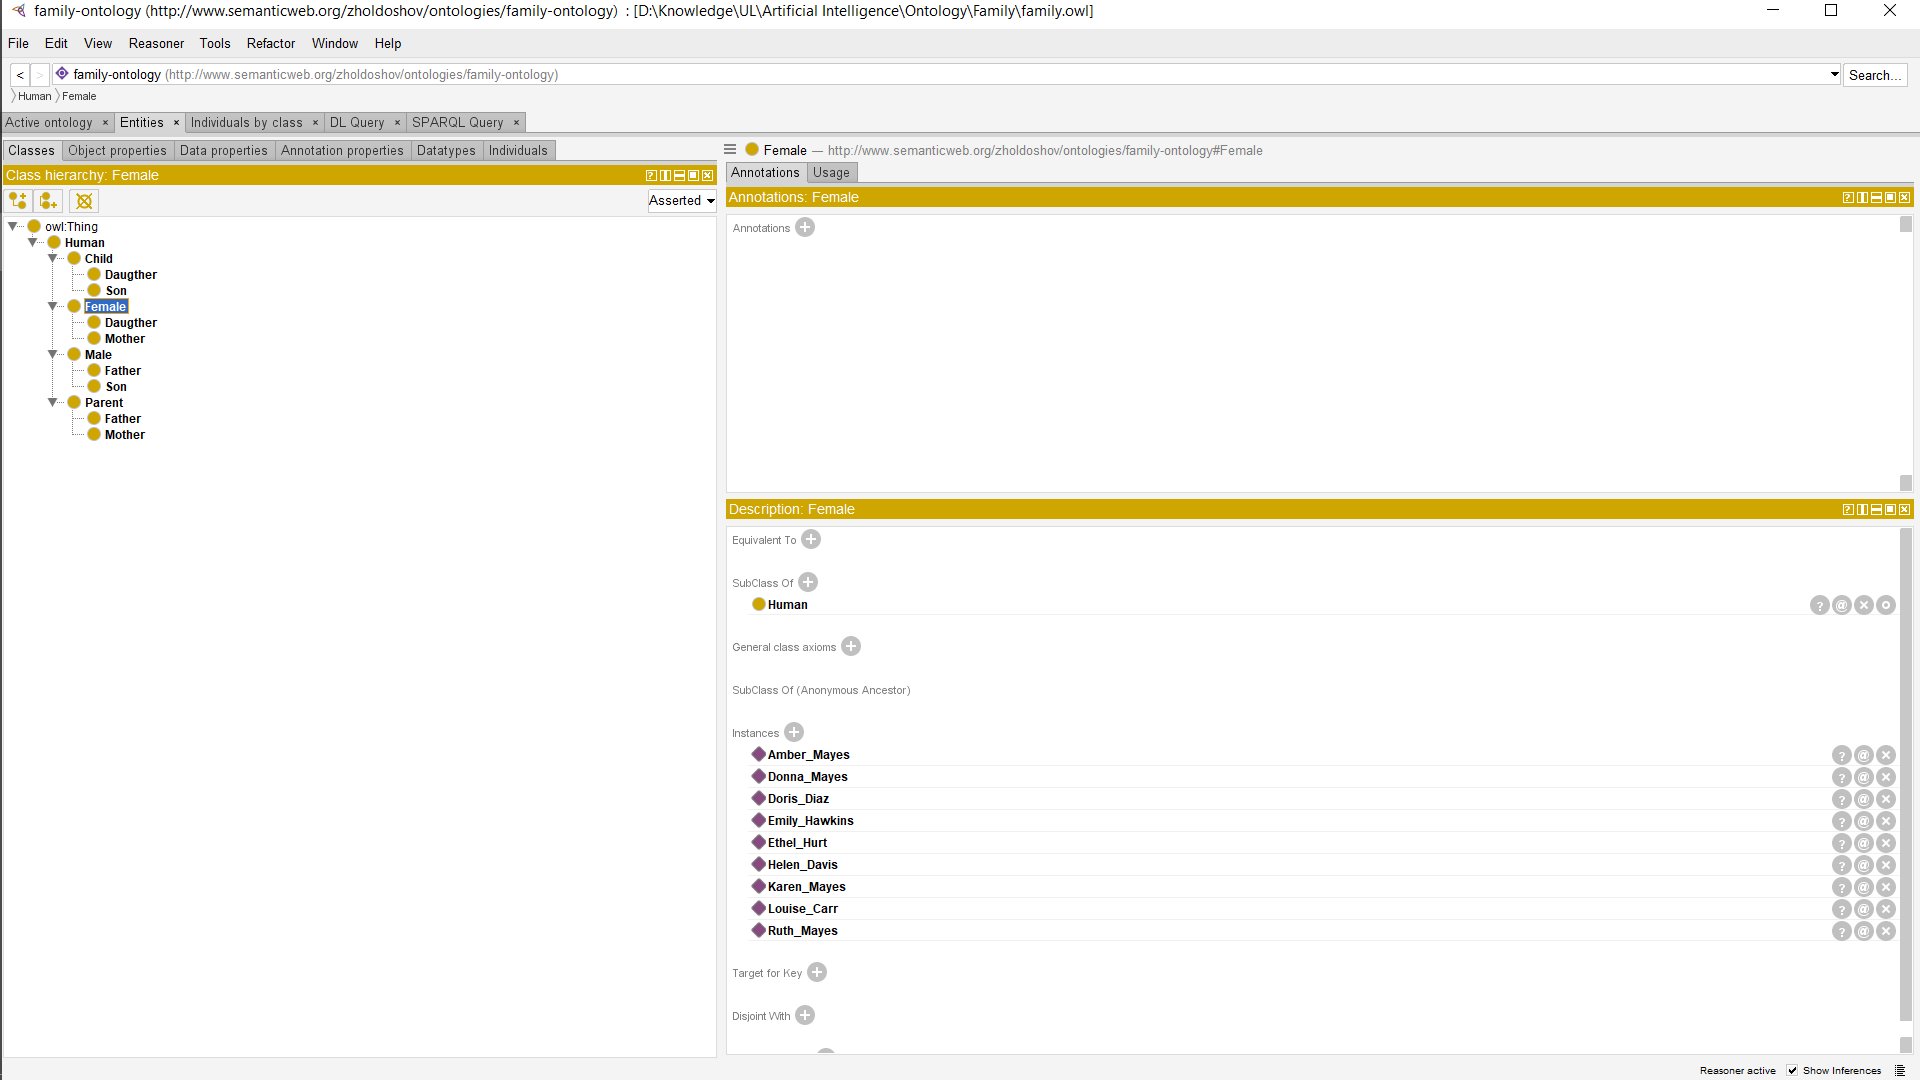 family-ontology (http://www.semanticweb.org/zholdoshov/ontologies/family-ontology) : [D:\Knowledge\UL\Artificial Intelligence\Ontology\Family\family.owl]
File Edit View Reasoner Tools Refactor Window Help
< > family-ontology (http://www.semanticweb.org/zholdoshov/ontologies/family-ontology) Search...
Human Female
Active ontology × Entities × Individuals by class × DL Query × SPARQL Query ×
Classes Object properties Data properties Annotation properties Datatypes Individuals
Class hierarchy: Female
Asserted
owl:Thing
Human
Child
Daugther
Son
Female
Daugther
Mother
Male
Father
Son
Parent
Father
Mother
Female — http://www.semanticweb.org/zholdoshov/ontologies/family-ontology#Female
Annotations Usage
Annotations: Female
Annotations
Description: Female
Equivalent To
SubClass Of
Human
General class axioms
SubClass Of (Anonymous Ancestor)
Instances
Amber_Mayes
Donna_Mayes
Doris_Diaz
Emily_Hawkins
Ethel_Hurt
Helen_Davis
Karen_Mayes
Louise_Carr
Ruth_Mayes
Target for Key
Disjoint With
Reasoner active Show Inferences